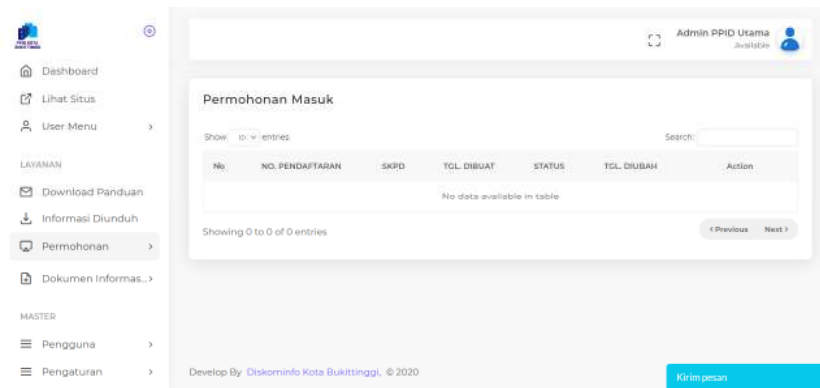 Admin PPID Utama
Available
Dashboard
Lihat Situs
User Menu
LAYANAN
Download Panduan
Informasi Diunduh
Permohonan
Dokumen Informas...
MASTER
Pengguna
Pengaturan
Permohonan Masuk
Show 10 entries
Search:
No NO. PENDAFTARAN SKPD TGL. DIBUAT STATUS TGL. DIUBAH Action
No data available in table
Showing 0 to 0 of 0 entries
Previous Next
Develop By Diskominfo Kota Bukittinggi, © 2020
Kirim pesan